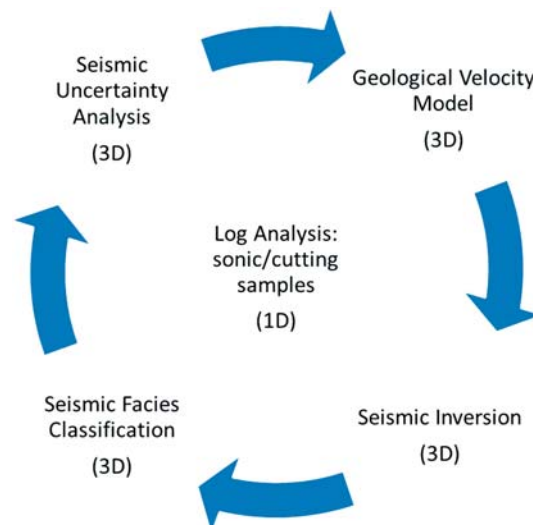 Seismic
Uncertainty
Analysis
(3D)
Geological Velocity
Model
(3D)
Log Analysis:
sonic/cutting
samples
(1D)
Seismic Facies
Classification
(3D)
Seismic Inversion
(3D)